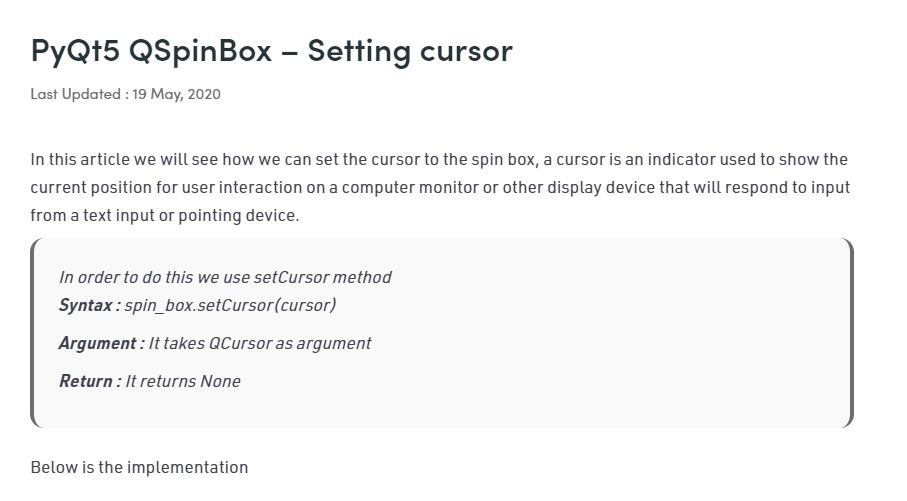 PyQt5 QSpinBox – Setting cursor
Last Updated : 19 May, 2020
In this article we will see how we can set the cursor to the spin box, a cursor is an indicator used to show the
current position for user interaction on a computer monitor or other display device that will respond to input
from a text input or pointing device.
In order to do this we use setCursor method
Syntax : spin_box.setCursor(cursor)
Argument : It takes QCursor as argument
Return : It returns None
Below is the implementation